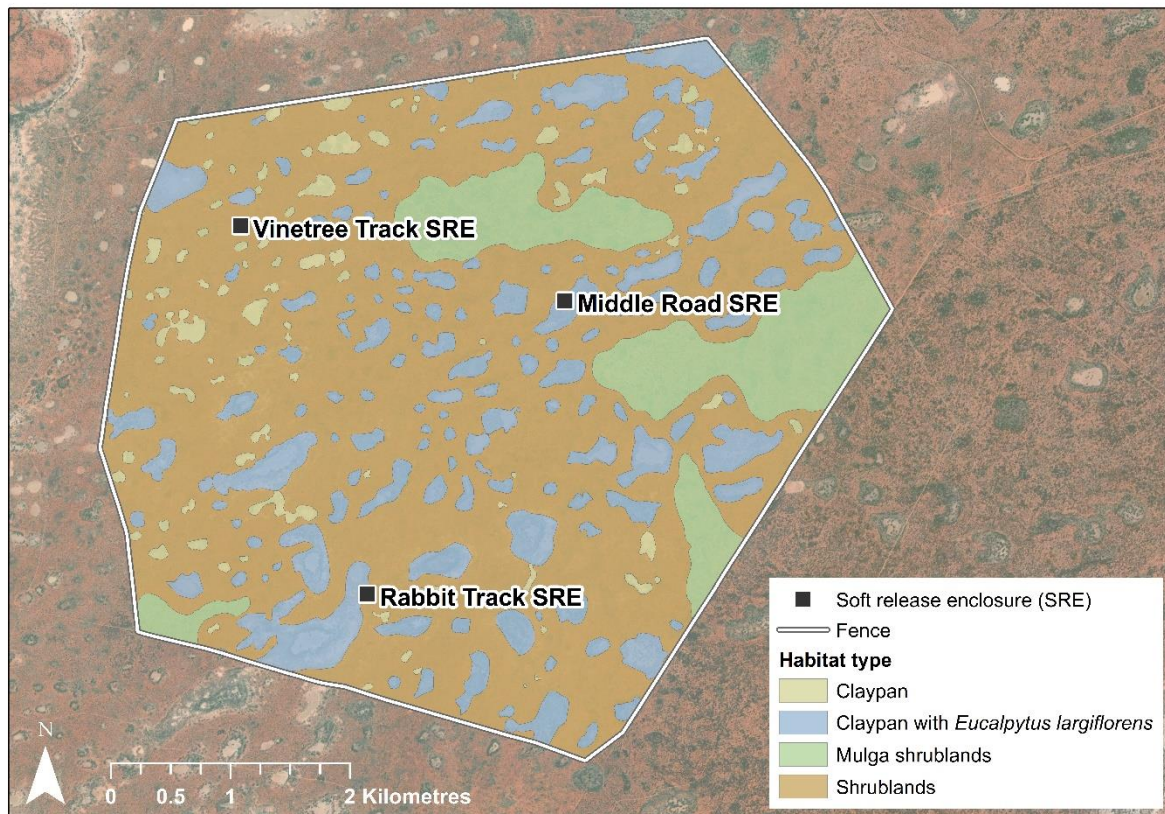 Vinetree Track SRE
Middle Road SRE
Rabbit Track SRE
N
0 0.5 1 2 Kilometres
Soft release enclosure (SRE)
Fence
Habitat type
Claypan
Claypan with Eucalpytus largiflorens
Mulga shrublands
Shrublands